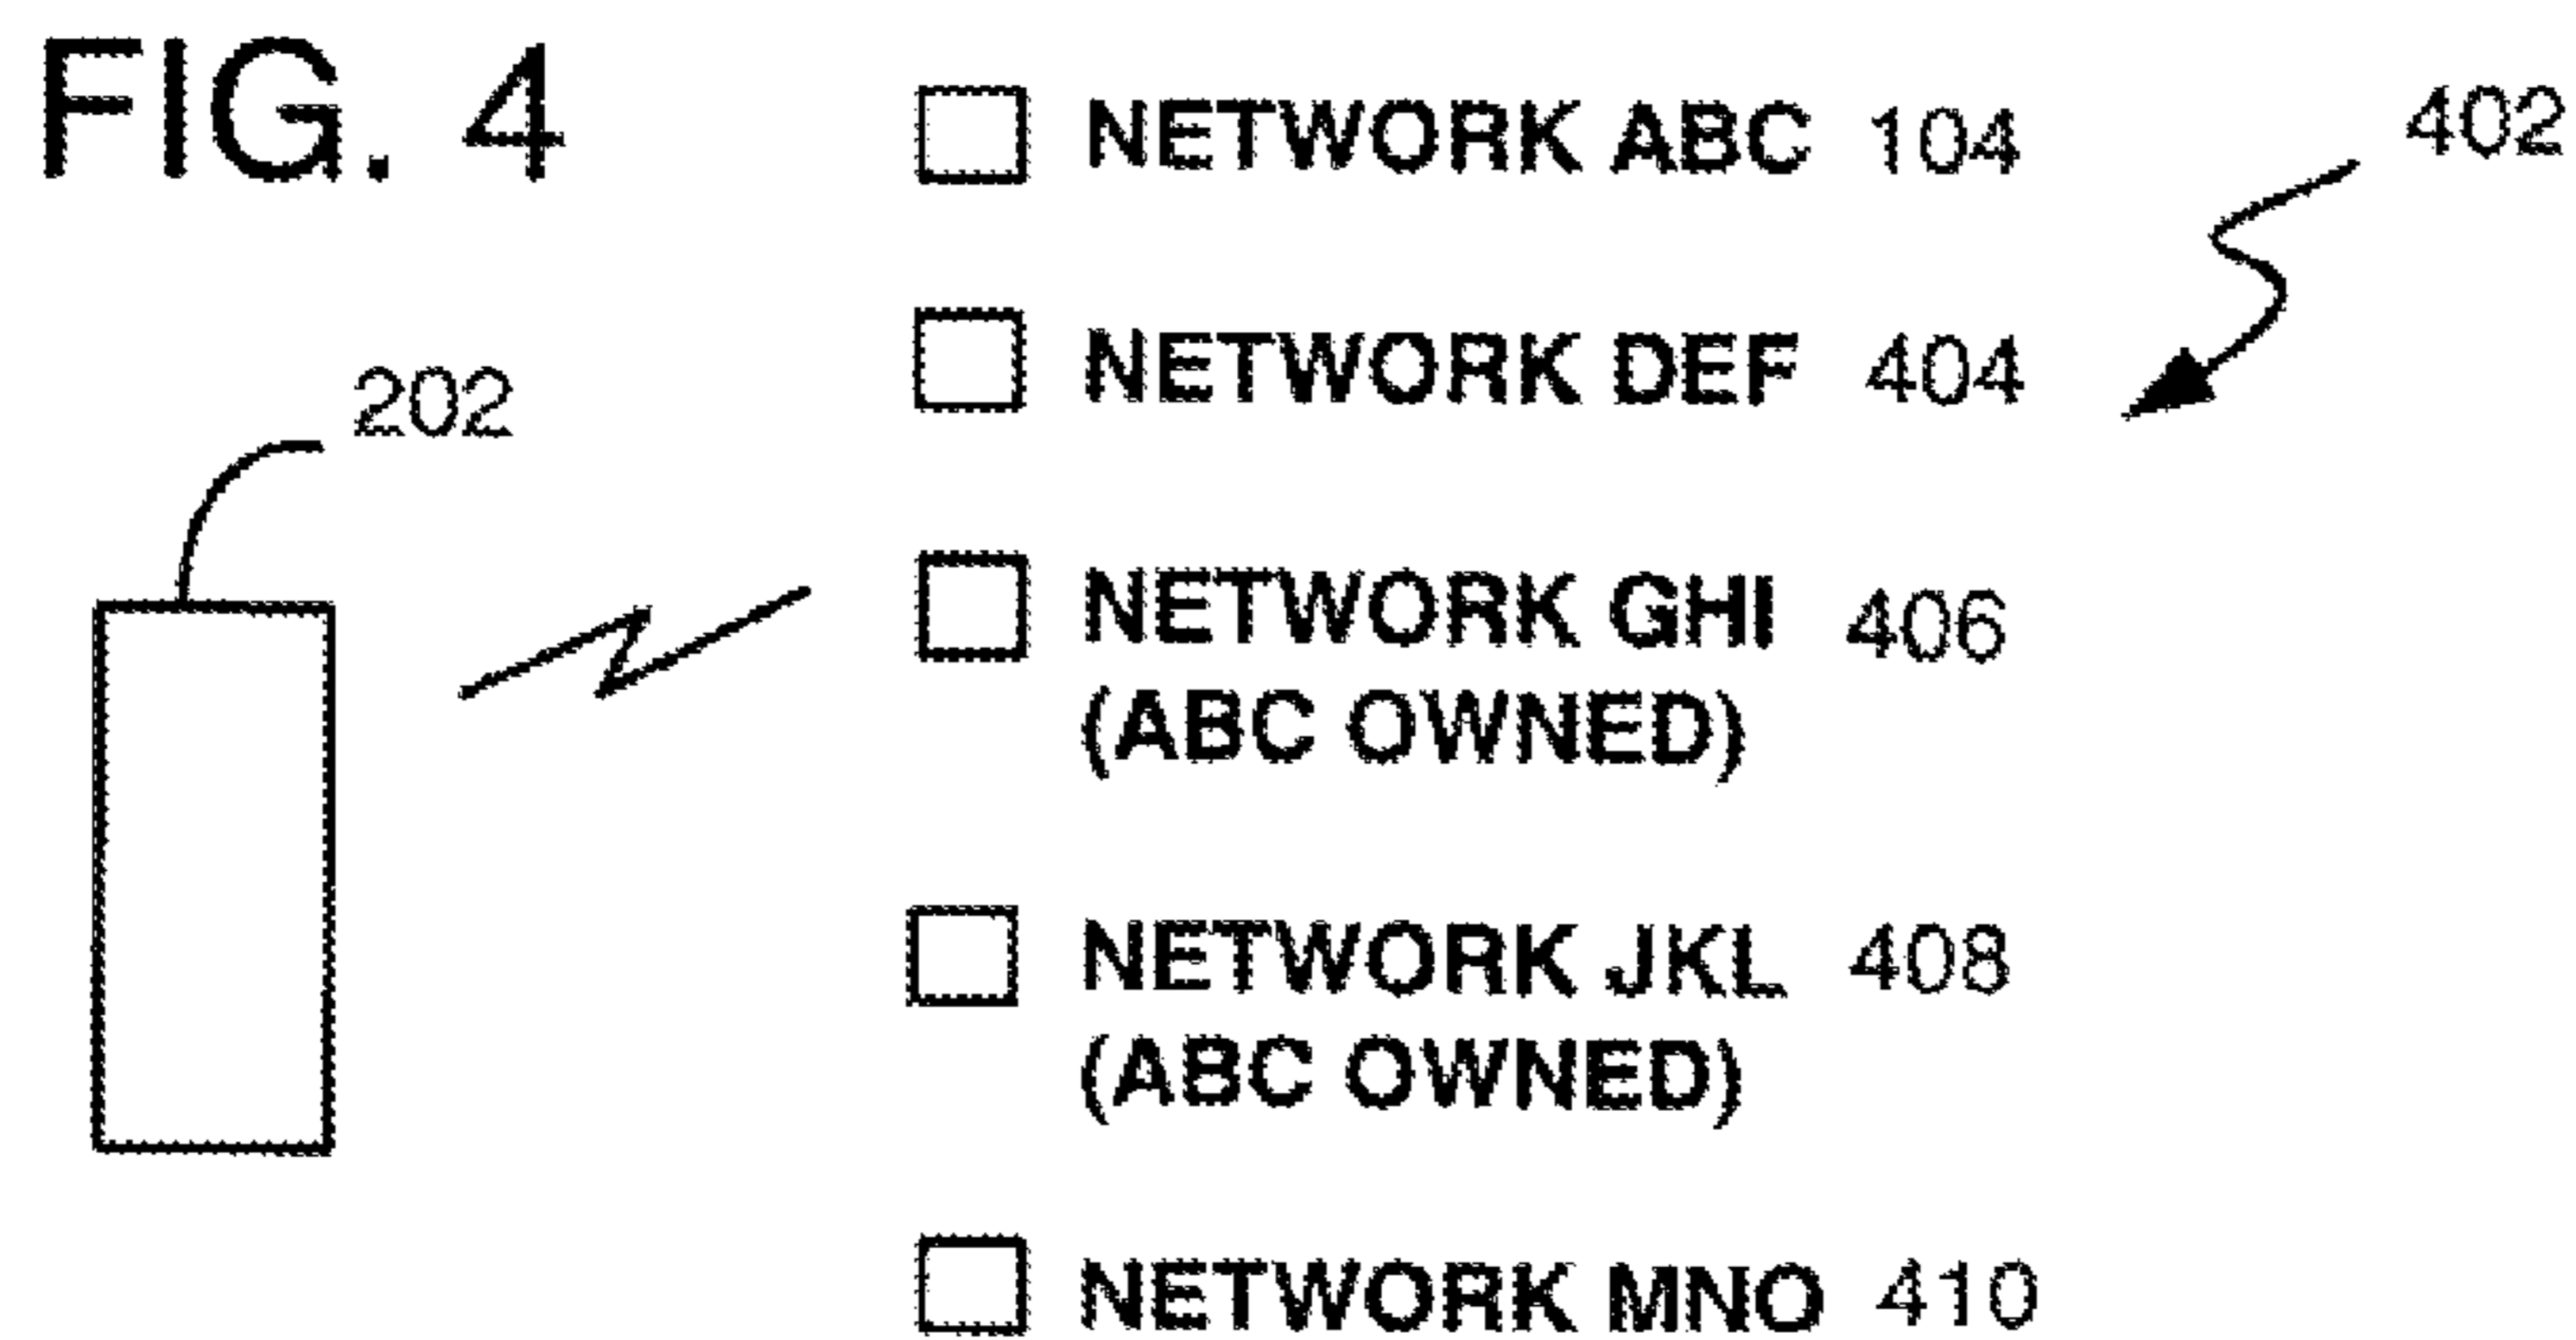 FIG. 4
NETWORK ABC 104
402
NETWORK DEF 404
202
NETWORK GHI 406
(ABC OWNED)
NETWORK JKL 408
(ABC OWNED)
NETWORK MNO 410